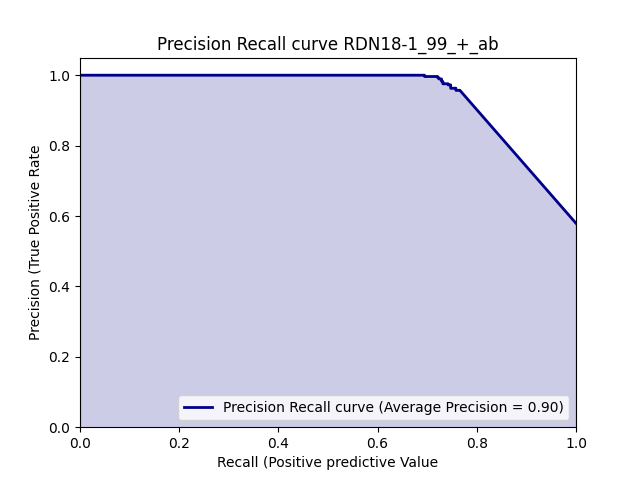 Precision Recall curve RDN18-1_99_+_ab
1.0
0.8
0.6
0.4
0.2
0.0
Precision (True Positive Rate
Precision Recall curve (Average Precision = 0.90)
0.0 0.2 0.4 0.6 0.8 1.0
Recall (Positive predictive Value